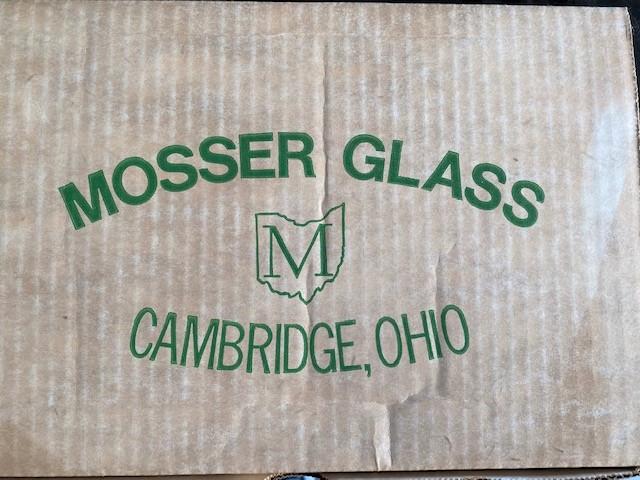 MOSSER GLASS
M
CAMBRIDGE, OHIO